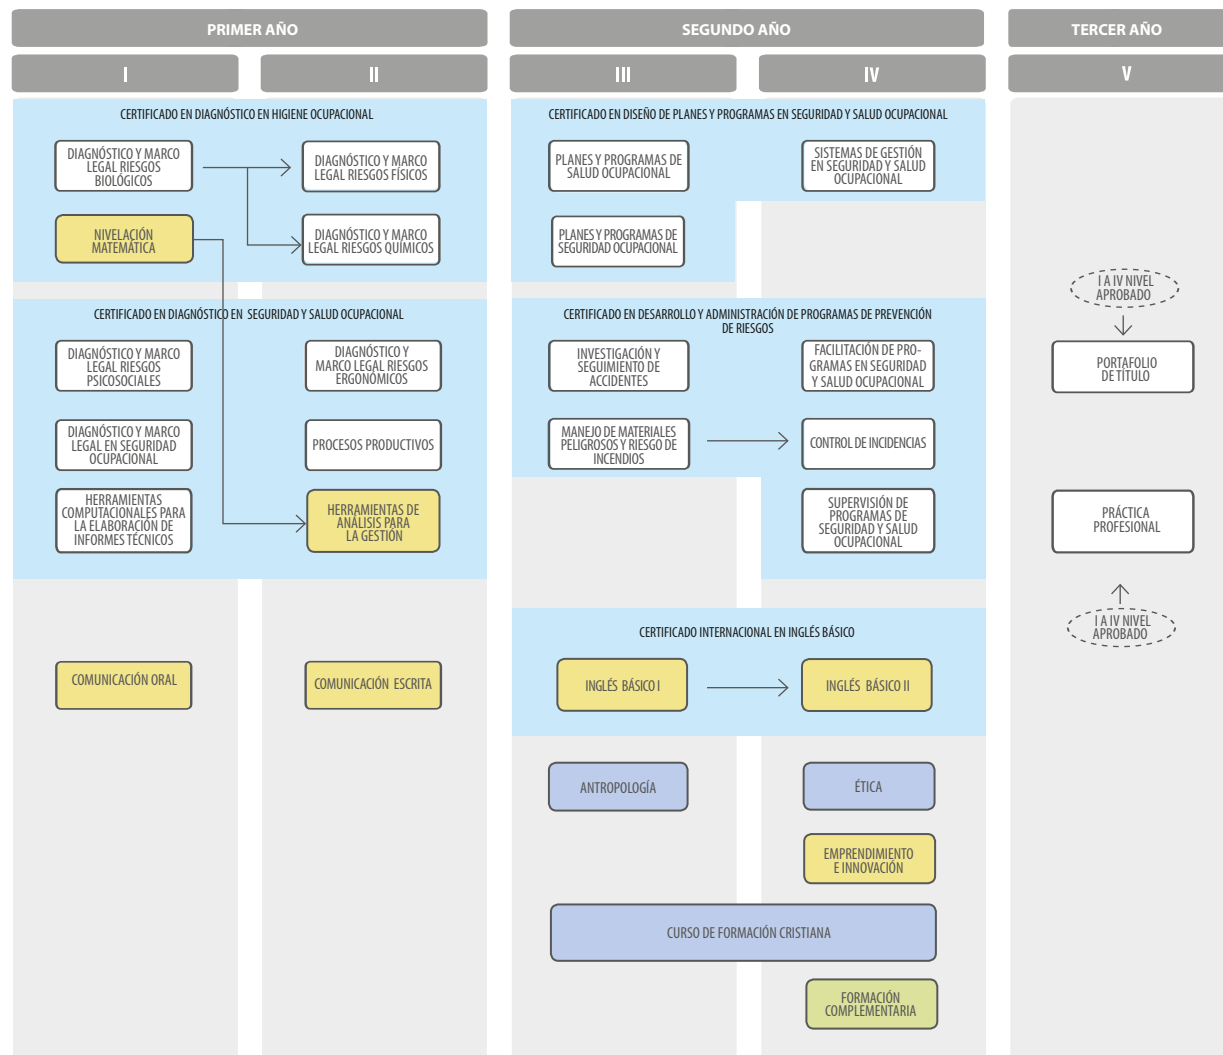 PRIMER AÑO
SEGUNDO AÑO
TERCER AÑO
I
II
III
IV
V
CERTIFICADO EN DIAGNÓSTICO EN HIGIENE OCUPACIONAL
DIAGNÓSTICO Y MARCO
LEGAL RIESGOS
BIOLÓGICOS
DIAGNÓSTICO Y MARCO
LEGAL RIESGOS FÍSICOS
NIVELACIÓN
MATEMÁTICA
DIAGNÓSTICO Y MARCO
LEGAL RIESGOS QUÍMICOS
CERTIFICADO EN DISEÑO DE PLANES Y PROGRAMAS EN SEGURIDAD Y SALUD OCUPACIONAL
PLANES Y PROGRAMAS DE
SALUD OCUPACIONAL
SISTEMAS DE GESTIÓN
EN SEGURIDAD Y SALUD
OCUPACIONAL
PLANES Y PROGRAMAS DE
SEGURIDAD OCUPACIONAL
CERTIFICADO EN DIAGNÓSTICO EN SEGURIDAD Y SALUD OCUPACIONAL
DIAGNÓSTICO Y MARCO
LEGAL RIESGOS
PSICOSOCIALES
DIAGNÓSTICO Y
MARCO LEGAL RIESGOS
ERGONÓMICOS
DIAGNÓSTICO Y MARCO
LEGAL EN SEGURIDAD
OCUPACIONAL
PROCESOS PRODUCTIVOS
HERRAMIENTAS
COMPUTACIONALES PARA
LA ELABORACIÓN DE
INFORMES TÉCNICOS
HERRAMIENTAS DE
ANÁLISIS PARA
LA GESTIÓN
CERTIFICADO EN DESARROLLO Y ADMINISTRACIÓN DE PROGRAMAS DE PREVENCIÓN
DE RIESGOS
INVESTIGACIÓN Y
SEGUIMIENTO DE
ACCIDENTES
FACILITACIÓN DE PRO-
GRAMAS EN SEGURIDAD
Y SALUD OCUPACIONAL
MANEJO DE MATERIALES
PELIGROSOS Y RIESGO DE
INCENDIOS
CONTROL DE INCIDENCIAS
SUPERVISIÓN DE
PROGRAMAS DE
SEGURIDAD Y SALUD
OCUPACIONAL
I A IV NIVEL
APROBADO
PORTAFOLIO
DE TÍTULO
PRÁCTICA
PROFESIONAL
I A IV NIVEL
APROBADO
COMUNICACIÓN ORAL
COMUNICACIÓN ESCRITA
CERTIFICADO INTERNACIONAL EN INGLÉS BÁSICO
INGLÉS BÁSICO I
INGLÉS BÁSICO II
ANTROPOLOGÍA
ÉTICA
EMPRENDIMIENTO
E INNOVACIÓN
CURSO DE FORMACIÓN CRISTIANA
FORMACIÓN
COMPLEMENTARIA